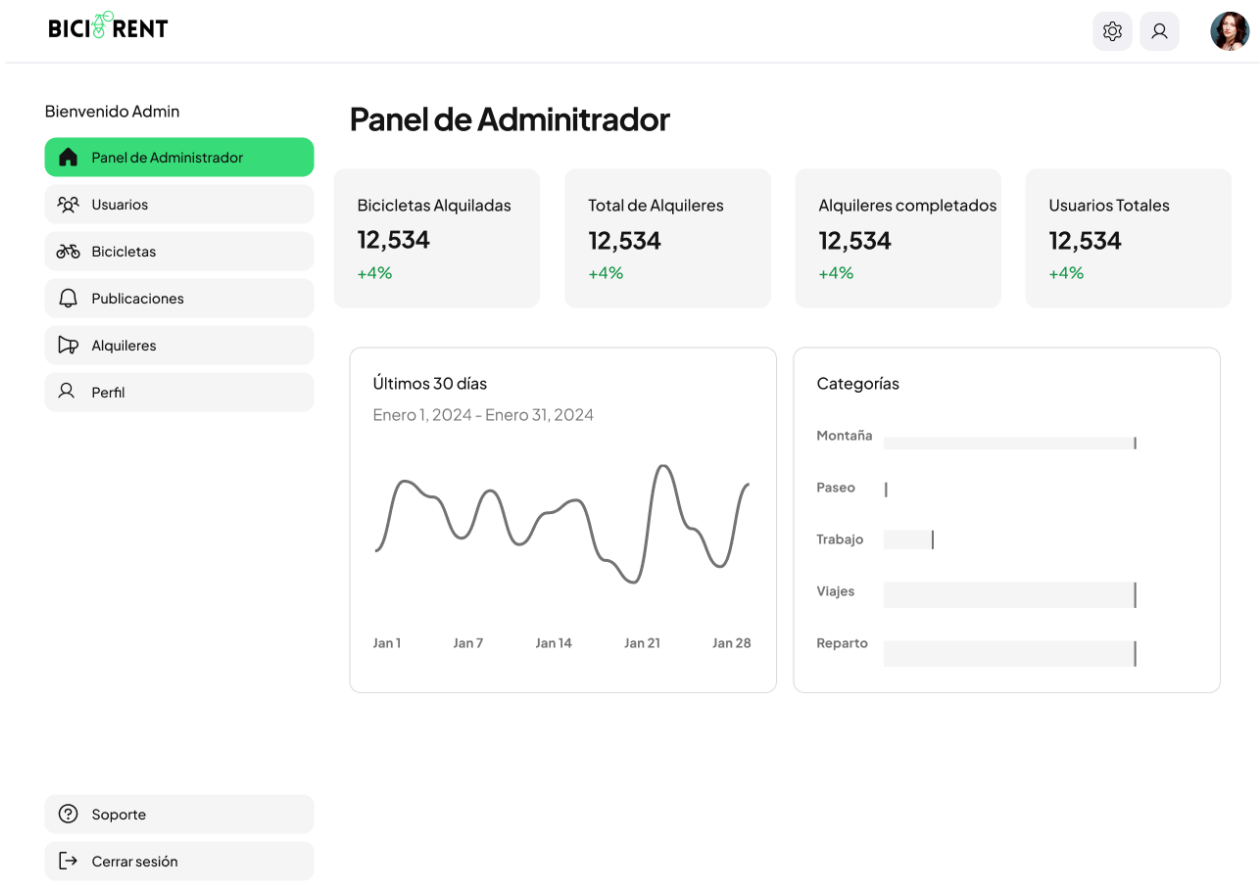 BICI RENT
Bienvenido Admin
Panel de Administrador
Usuarios
Bicicletas
Publicaciones
Alquileres
Perfil
Soporte
Cerrar sesión
Panel de Adminitrador
Bicicletas Alquiladas
12,534
+4%
Total de Alquileres
12,534
+4%
Alquileres completados
12,534
+4%
Usuarios Totales
12,534
+4%
Últimos 30 días
Enero 1, 2024 - Enero 31, 2024
Jan 1 Jan 7 Jan 14 Jan 21 Jan 28
Categorías
Montaña
Paseo
Trabajo
Viajes
Reparto